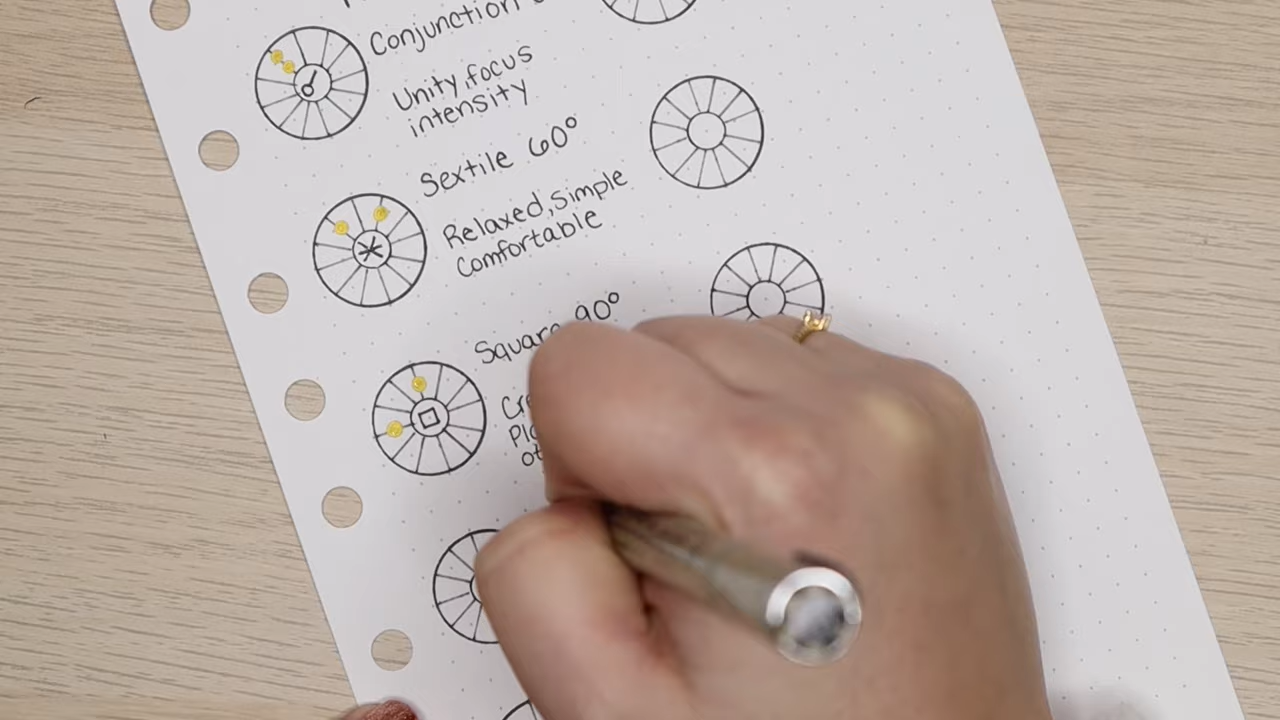 Conjunction
Unity, focus
intensity
Sextile 60°
Relaxed, Simple
Comfortable
Square 90°